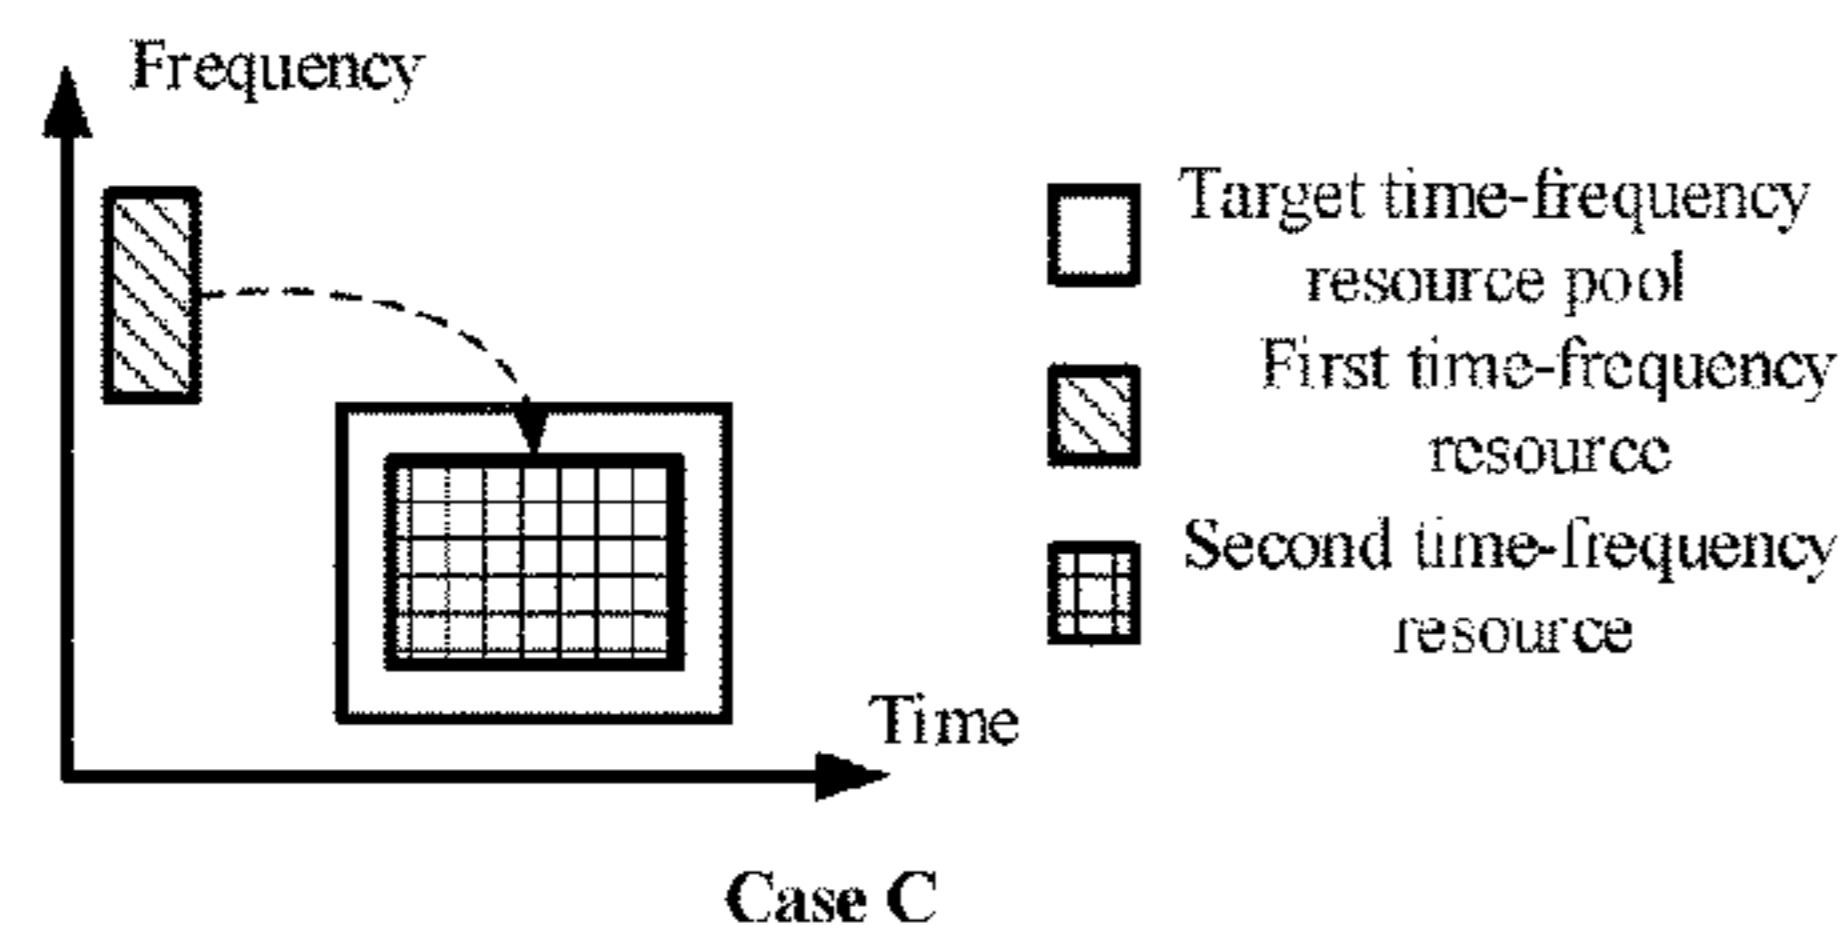 Frequency
Target time-frequency
resource pool
First time-frequency
resource
Second time-frequency
resource
Time
Case C